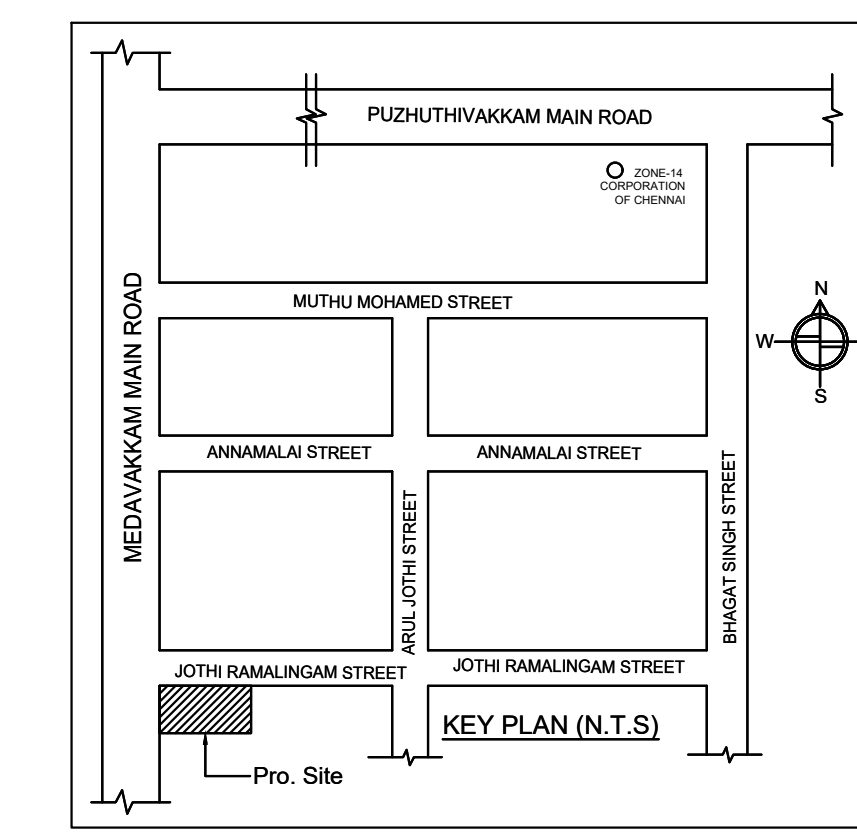 PUZHUTHIVAKKAM MAIN ROAD
ZONE-14
CORPORATION
OF CHENNAI
MUTHU MOHAMED STREET
MEDAVAKKAM MAIN ROAD
N
W
S
ANNAMALAI STREET
ANNAMALAI STREET
ARUL JOTHI STREET
BHAGAT SINGH STREET
JOTHI RAMALINGAM STREET
JOTHI RAMALINGAM STREET
KEY PLAN (N.T.S)
Pro. Site